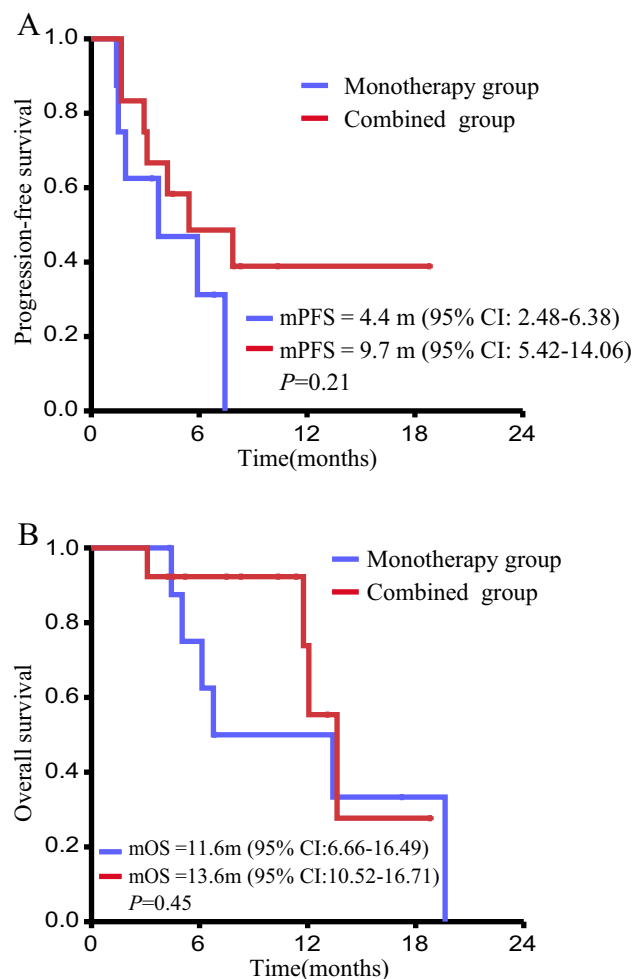 A
1.0
0.8
0.6
0.4
0.2
0.0
Progression-free survival
Monotherapy group
Combined group
mPFS = 4.4 m (95% CI: 2.48-6.38)
mPFS = 9.7 m (95% CI: 5.42-14.06)
P=0.21
0 6 12 18 24
Time(months)
B
1.0
0.8
0.6
0.4
0.2
0.0
Overall survival
Monotherapy group
Combined group
mOS =11.6m (95% CI:6.66-16.49)
mOS =13.6m (95% CI:10.52-16.71)
P=0.45
0 6 12 18 24
Time(months)